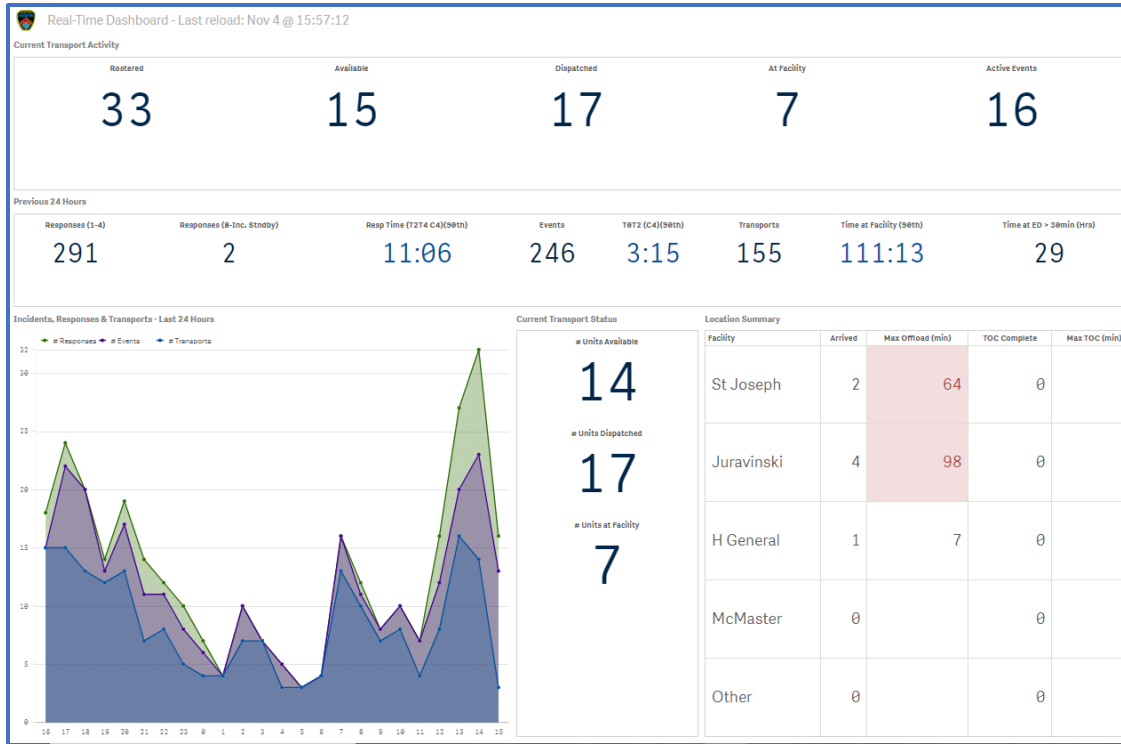 Real-Time Dashboard - Last reload: Nov 4 @ 15:57:12
Current Transport Activity
Rostered Available Dispatched At Facility Active Events
33 15 17 7 16
Previous 24 Hours
Responses (1-4) Responses (8-Inc. Stndby) Resp Time (T2T4 C4)(90th) Events T0T2 (C4)(90th) Transports Time at Facility (90th) Time at ED > 30min (Hrs)
291 2 11:06 246 3:15 155 111:13 29
Incidents, Responses & Transports - Last 24 Hours
# Responses # Events # Transports
32
30
25
20
15
10
5
0
16 17 18 19 20 21 22 23 0 1 2 3 4 5 6 7 8 9 10 11 12 13 14 15
Current Transport Status
# Units Available
14
# Units Dispatched
17
# Units at Facility
7
Location Summary
Facility Arrived Max Offload (min) TOC Complete Max TOC (min)
St Joseph 2 64 0
Juravinski 4 98 0
H General 1 7 0
McMaster 0 0
Other 0 0